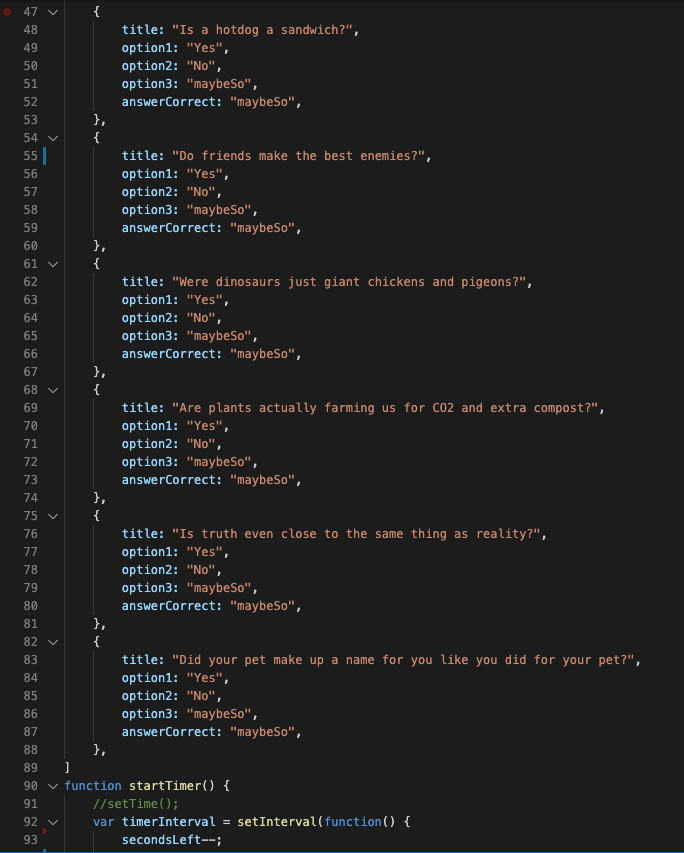 47 {
48 title: "Is a hotdog a sandwich?",
49 option1: "Yes",
50 option2: "No",
51 option3: "maybeSo",
52 answerCorrect: "maybeSo",
53 },
54 {
55 title: "Do friends make the best enemies?",
56 option1: "Yes",
57 option2: "No",
58 option3: "maybeSo",
59 answerCorrect: "maybeSo",
60 },
61 {
62 title: "Were dinosaurs just giant chickens and pigeons?",
63 option1: "Yes",
64 option2: "No",
65 option3: "maybeSo",
66 answerCorrect: "maybeSo",
67 },
68 {
69 title: "Are plants actually farming us for CO2 and extra compost?",
70 option1: "Yes",
71 option2: "No",
72 option3: "maybeSo",
73 answerCorrect: "maybeSo",
74 },
75 {
76 title: "Is truth even close to the same thing as reality?",
77 option1: "Yes",
78 option2: "No",
79 option3: "maybeSo",
80 answerCorrect: "maybeSo",
81 },
82 {
83 title: "Did your pet make up a name for you like you did for your pet?",
84 option1: "Yes",
85 option2: "No",
86 option3: "maybeSo",
87 answerCorrect: "maybeSo",
88 },
89 ]
90 function startTimer() {
91 //setTime();
92 var timerInterval = setInterval(function() {
93 secondsLeft--;